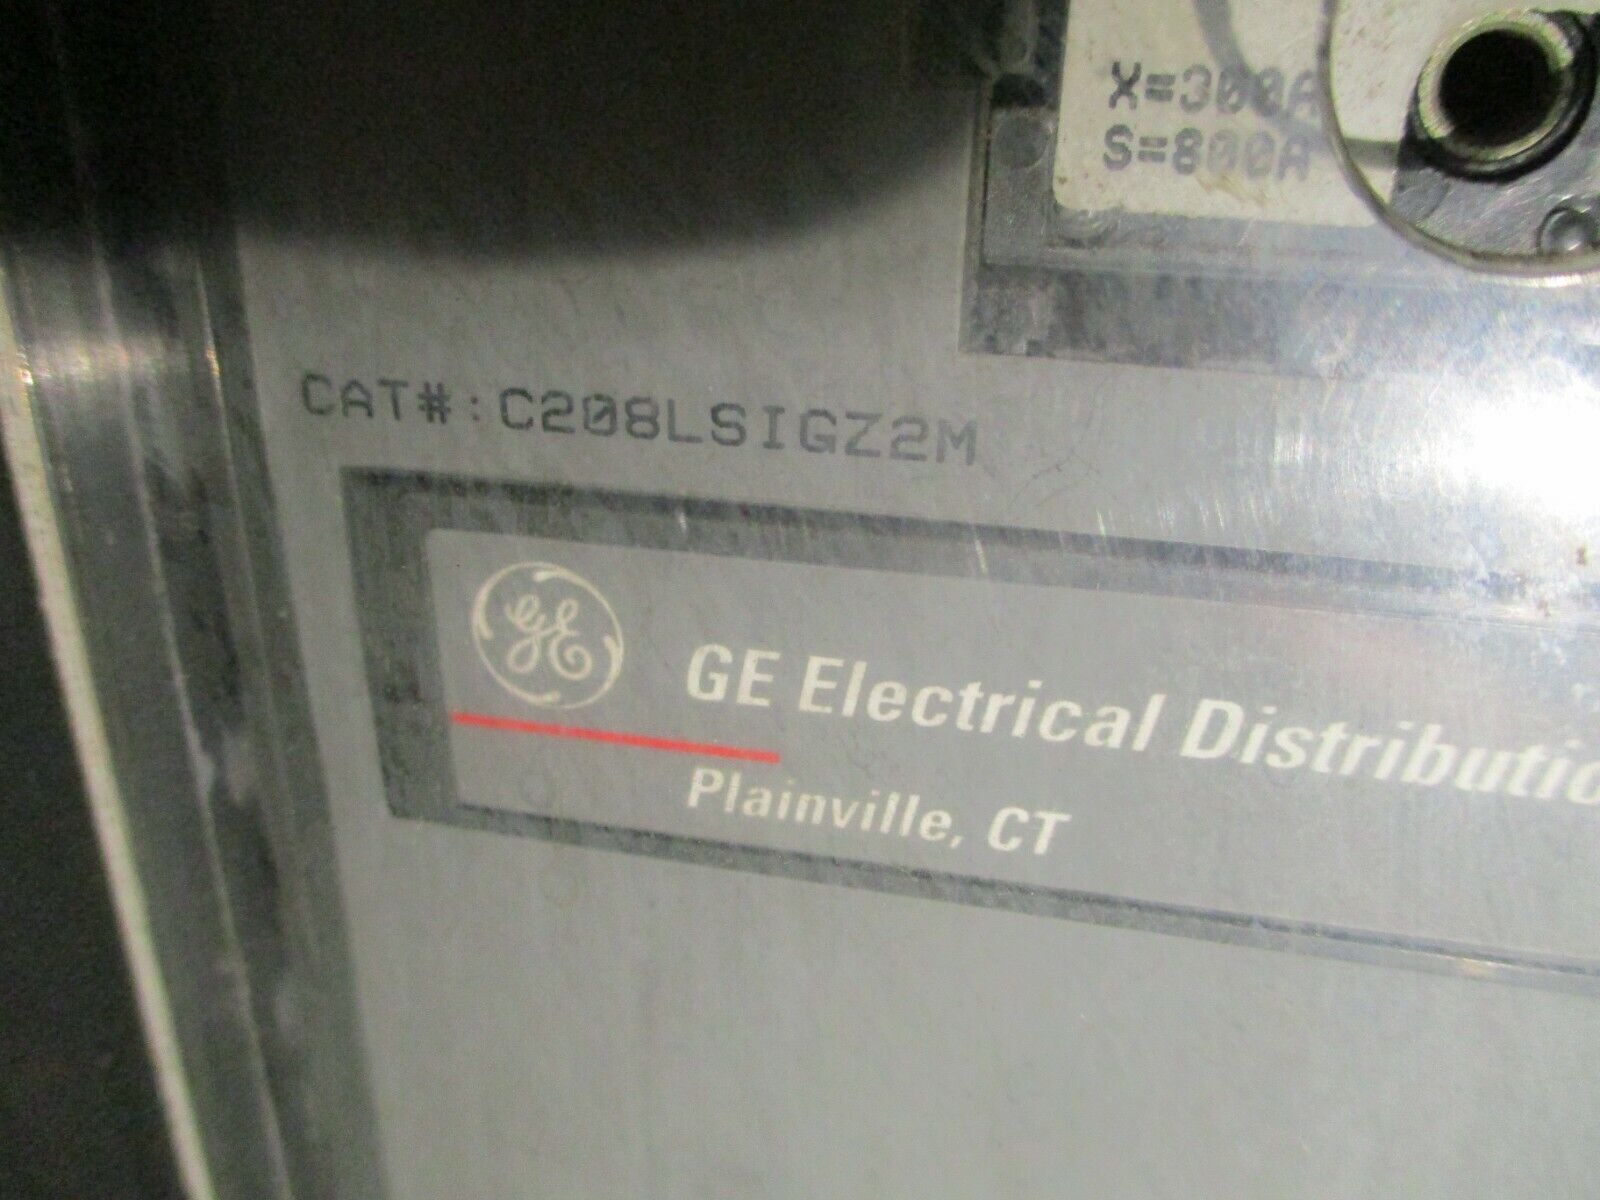 X=300A
S=800A
CAT#:C208LSIGZ2M
GE
GE Electrical Distributio
Plainville, CT